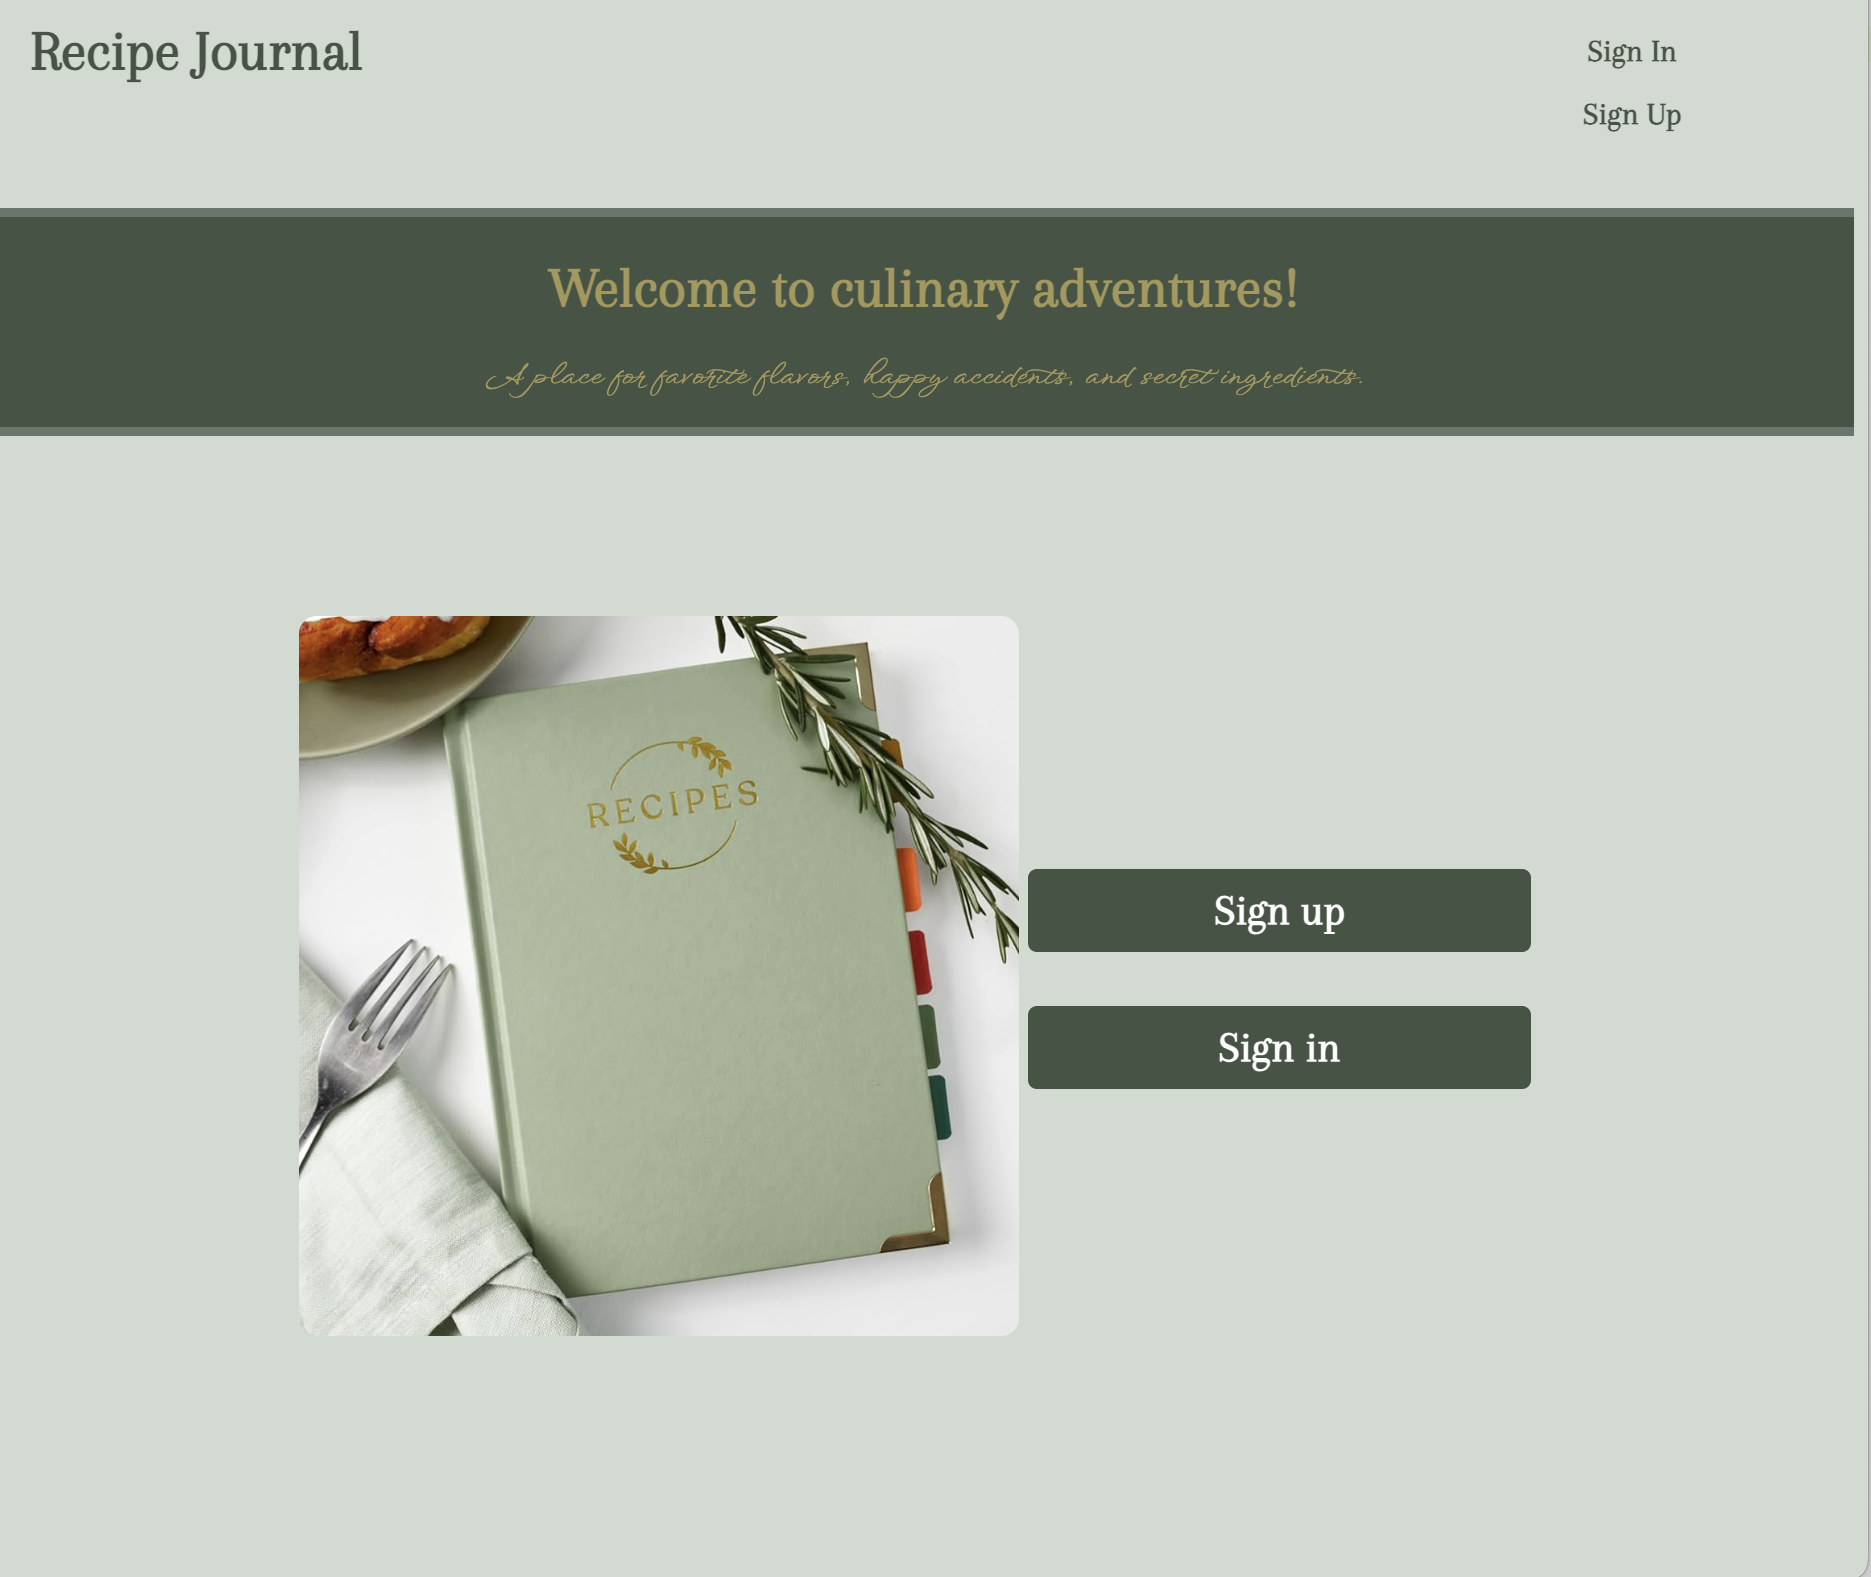 Recipe Journal
Sign In
Sign Up
Welcome to culinary adventures!
A place for favorite flavors, happy accidents, and secret ingredients.
RECIPES
Sign up
Sign in